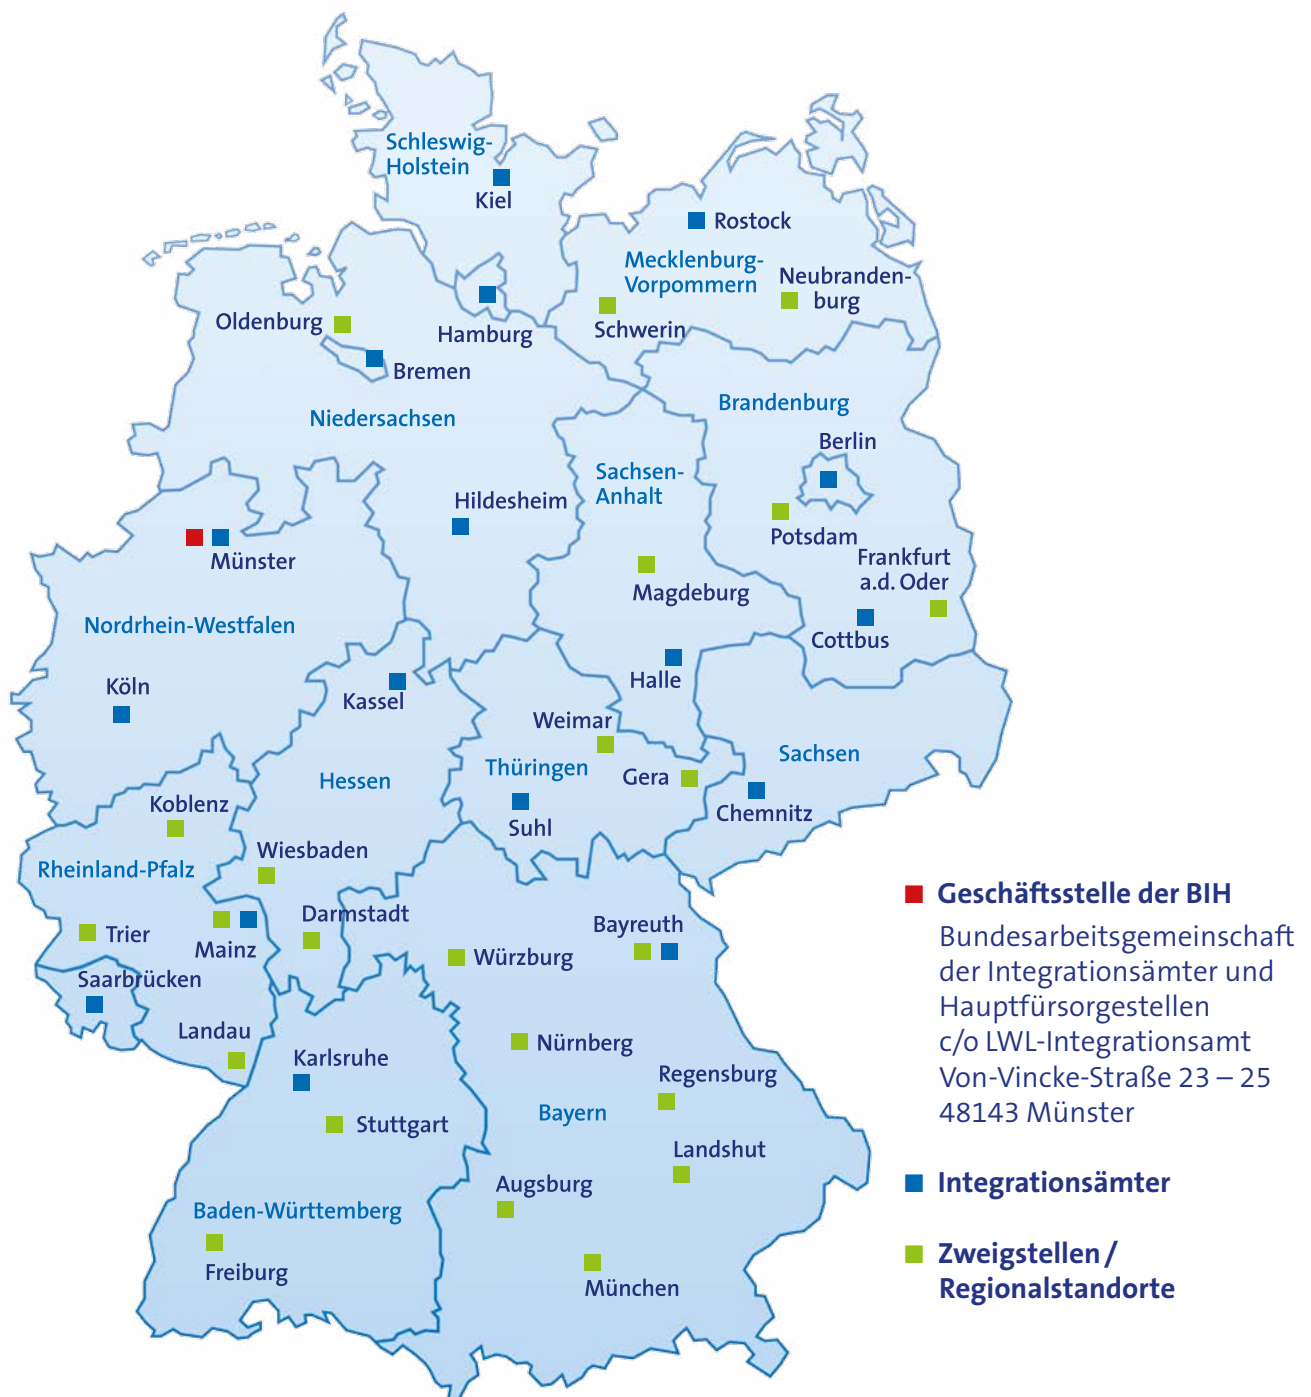 Schleswig-
Holstein
Kiel
Rostock
Mecklenburg-
Vorpommern
Neubranden-
burg
Schwerin
Oldenburg
Hamburg
Bremen
Niedersachsen
Brandenburg
Berlin
Sachsen-
Anhalt
Hildesheim
Potsdam
Münster
Frankfurt
a.d. Oder
Magdeburg
Nordrhein-Westfalen
Cottbus
Halle
Köln
Kassel
Weimar
Sachsen
Thüringen
Gera
Hessen
Koblenz
Chemnitz
Suhl
Wiesbaden
Rheinland-Pfalz
Darmstadt
Bayreuth
Trier
Mainz
Würzburg
Saarbrücken
Landau
Nürnberg
Karlsruhe
Regensburg
Bayern
Stuttgart
Landshut
Augsburg
Baden-Württemberg
Freiburg
München
Geschäftsstelle der BIH
Bundesarbeitsgemeinschaft
der Integrationsämter und
Hauptfürsorgestellen
c/o LWL-Integrationsamt
Von-Vincke-Straße 23 – 25
48143 Münster
Integrationsämter
Zweigstellen /
Regionalstandorte